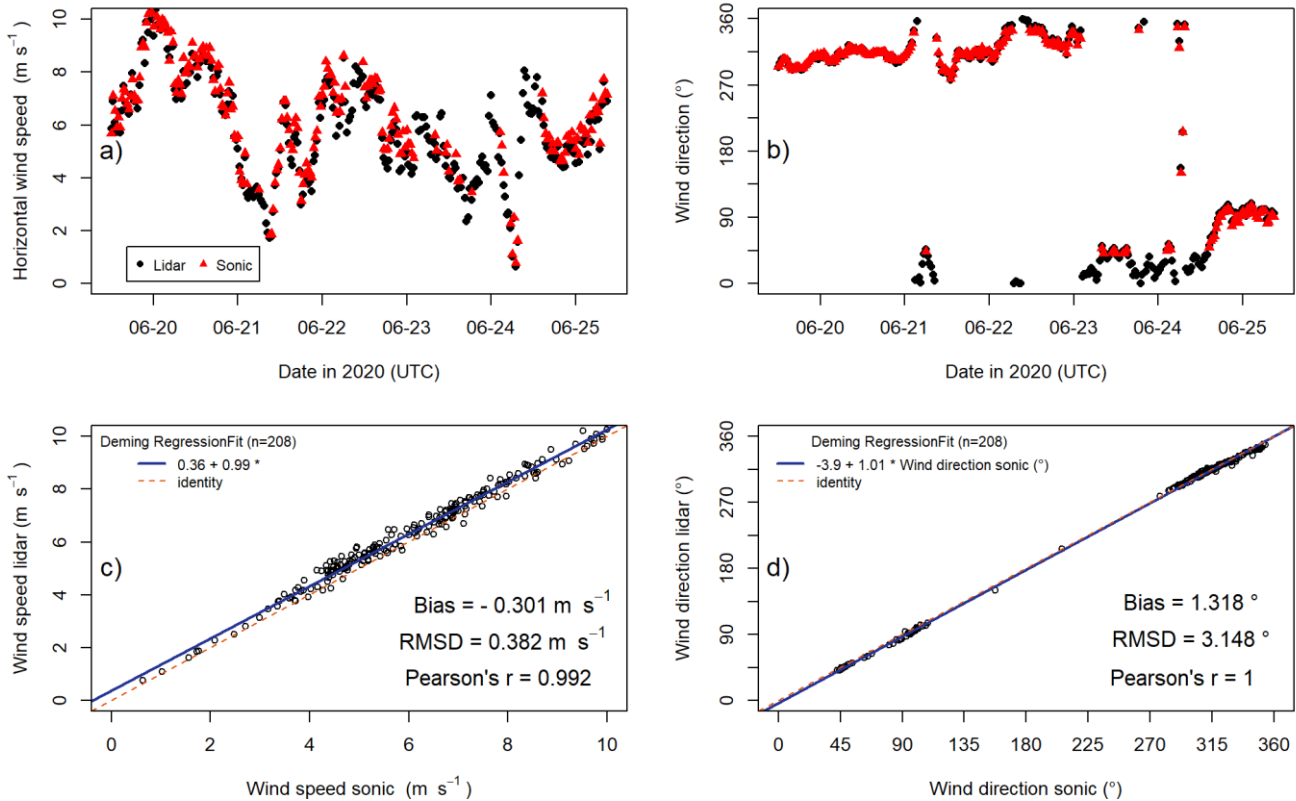 Horizontal wind speed (m s⁻¹)
10
8
6
4
2
0
a)
Lidar
Sonic
06-20 06-21 06-22 06-23 06-24 06-25
Date in 2020 (UTC)
Wind direction (°)
360
270
180
90
0
b)
06-20 06-21 06-22 06-23 06-24 06-25
Date in 2020 (UTC)
Wind speed lidar (m s⁻¹)
10
8
6
4
2
0
Deming RegressionFit (n=208)
0.36 + 0.99 *
identity
c)
Bias = - 0.301 m s⁻¹
RMSD = 0.382 m s⁻¹
Pearson's r = 0.992
0 2 4 6 8 10
Wind speed sonic (m s⁻¹)
Wind direction lidar (°)
360
270
180
90
0
Deming RegressionFit (n=208)
-3.9 + 1.01 * Wind direction sonic (°)
identity
d)
Bias = 1.318 °
RMSD = 3.148 °
Pearson's r = 1
0 45 90 135 180 225 270 315 360
Wind direction sonic (°)